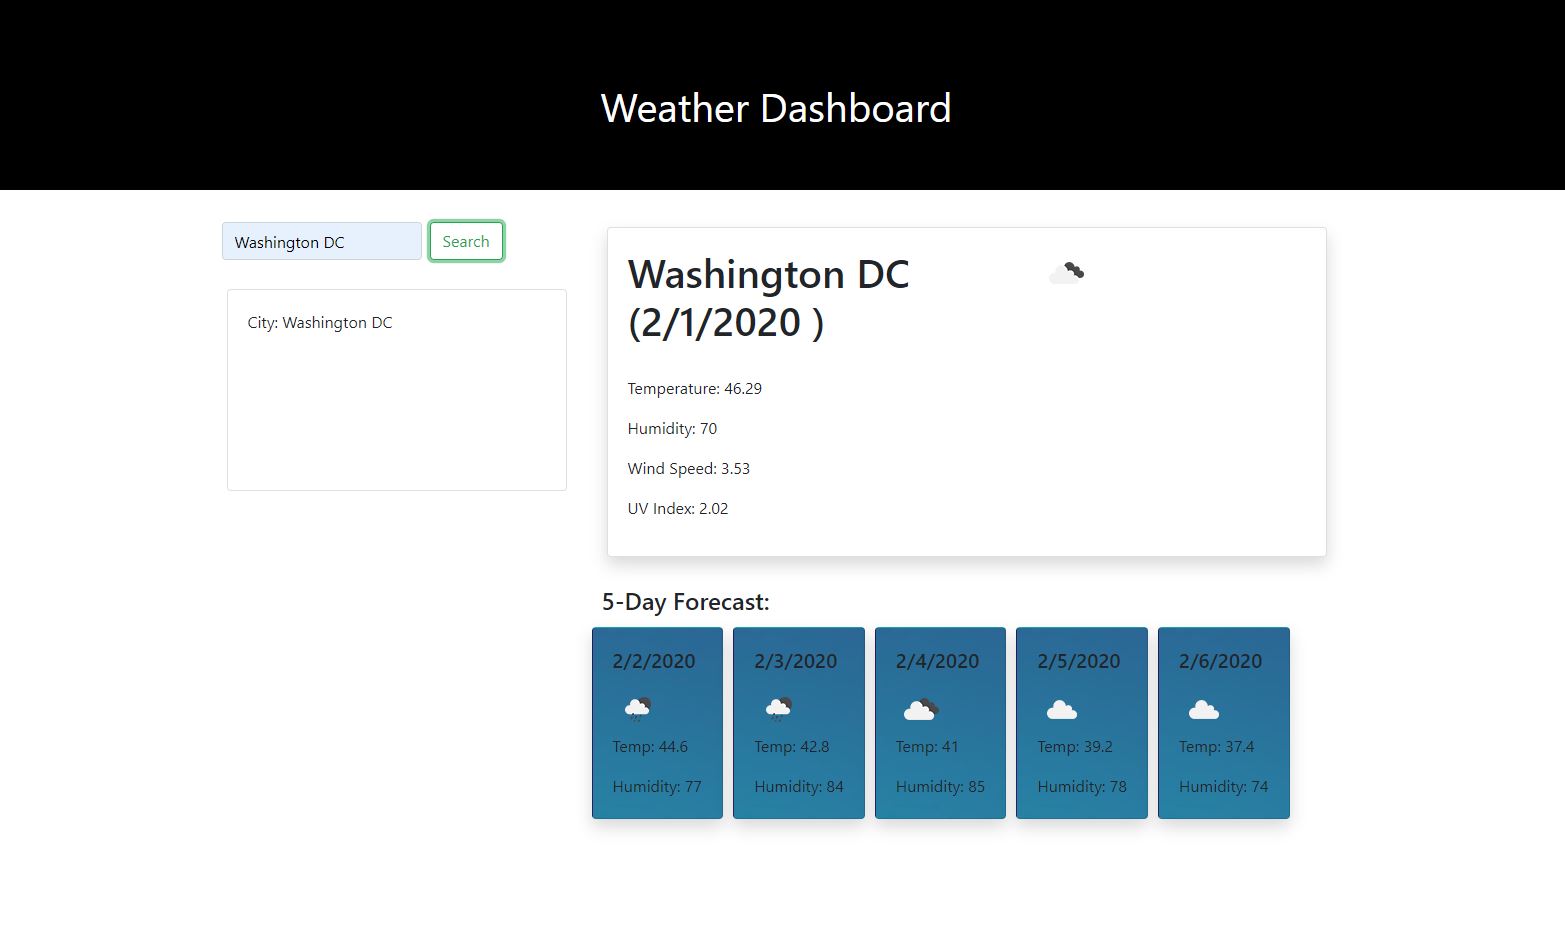 Weather Dashboard
Washington DC
Search
City: Washington DC
Washington DC
(2/1/2020 )
Temperature: 46.29
Humidity: 70
Wind Speed: 3.53
UV Index: 2.02
5-Day Forecast:
2/2/2020
Temp: 44.6
Humidity: 77
2/3/2020
Temp: 42.8
Humidity: 84
2/4/2020
Temp: 41
Humidity: 85
2/5/2020
Temp: 39.2
Humidity: 78
2/6/2020
Temp: 37.4
Humidity: 74